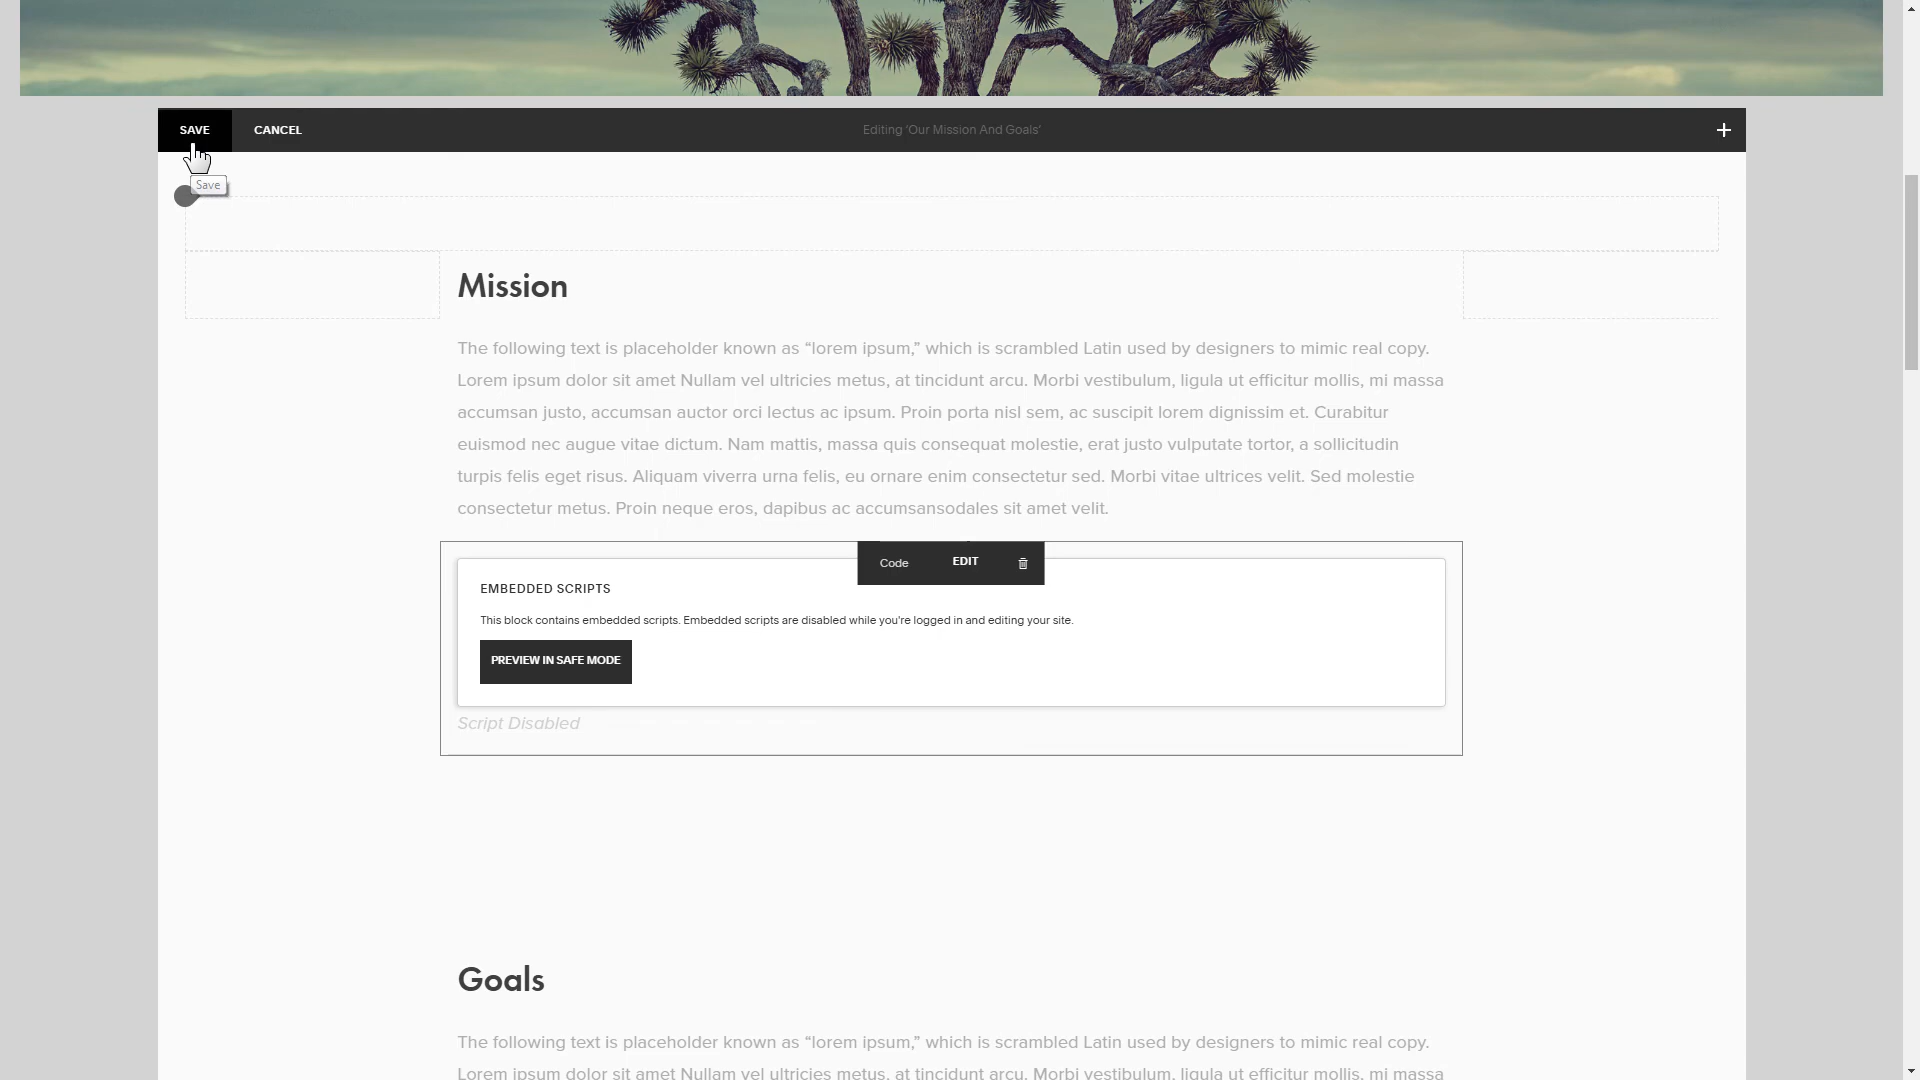 SAVE CANCEL Editing ‘Our Mission And Goals’ +
Save
Mission
The following text is placeholder known as “lorem ipsum,” which is scrambled Latin used by designers to mimic real copy.
Lorem ipsum dolor sit amet Nullam vel ultricies metus, at tincidunt arcu. Morbi vestibulum, ligula ut efficitur mollis, mi massa
accumsan justo, accumsan auctor orci lectus ac ipsum. Proin porta nisl sem, ac suscipit lorem dignissim et. Curabitur
euismod nec augue vitae dictum. Nam mattis, massa quis consequat molestie, erat justo vulputate tortor, a sollicitudin
turpis felis eget risus. Aliquam viverra urna felis, eu ornare enim consectetur sed. Morbi vitae ultrices velit. Sed molestie
consectetur metus. Proin neque eros, dapibus ac accumsansodales sit amet velit.
Code EDIT
EMBEDDED SCRIPTS
This block contains embedded scripts. Embedded scripts are disabled while you're logged in and editing your site.
PREVIEW IN SAFE MODE
Script Disabled
Goals
The following text is placeholder known as “lorem ipsum,” which is scrambled Latin used by designers to mimic real copy.
Lorem ipsum dolor sit amet Nullam vel ultricies metus, at tincidunt arcu. Morbi vestibulum, ligula ut efficitur mollis, mi massa